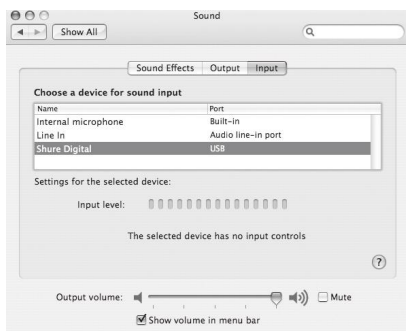 Sound
Show All
Sound Effects Output Input
Choose a device for sound input
Name Port
Internal microphone Built-in
Line In Audio line-in port
Shure Digital USB
Settings for the selected device:
Input level:
The selected device has no input controls
?
Output volume: Mute
Show volume in menu bar